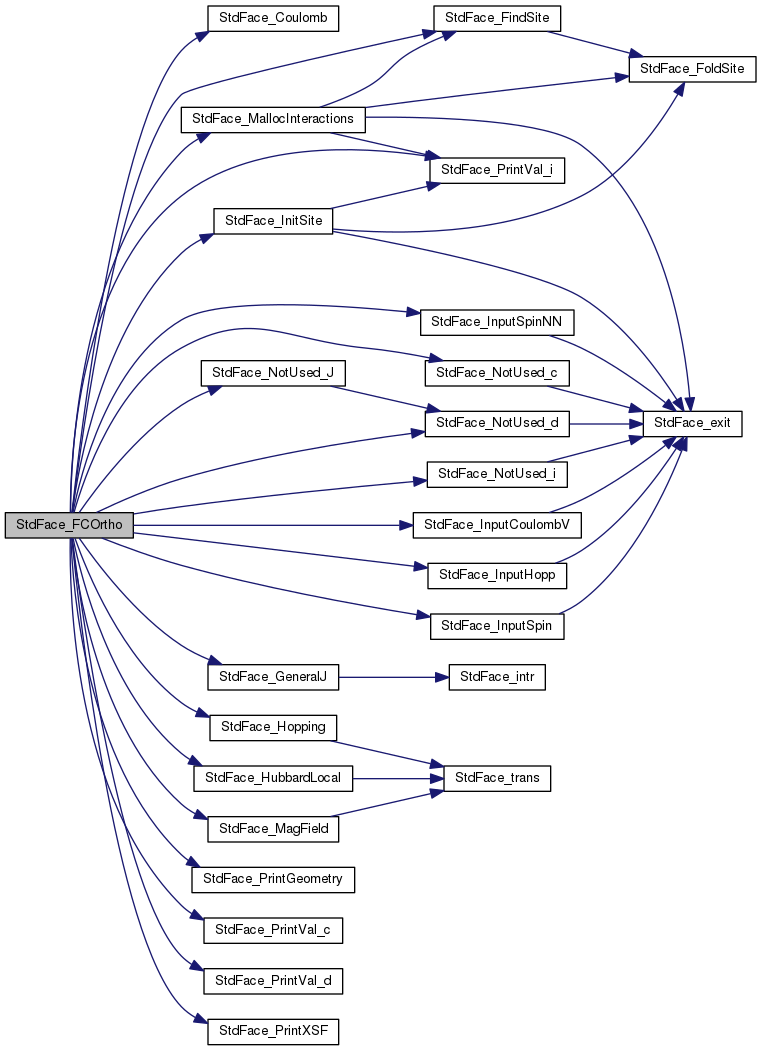 StdFace_Coulomb
StdFace_FindSite
StdFace_FoldSite
StdFace_MallocInteractions
StdFace_PrintVal_i
StdFace_InitSite
StdFace_InputSpinNN
StdFace_NotUsed_J
StdFace_NotUsed_c
StdFace_NotUsed_d
StdFace_exit
StdFace_NotUsed_i
StdFace_FCOrtho
StdFace_InputCoulombV
StdFace_InputHopp
StdFace_InputSpin
StdFace_GeneralJ
StdFace_intr
StdFace_Hopping
StdFace_HubbardLocal
StdFace_trans
StdFace_MagField
StdFace_PrintGeometry
StdFace_PrintVal_c
StdFace_PrintVal_d
StdFace_PrintXSF